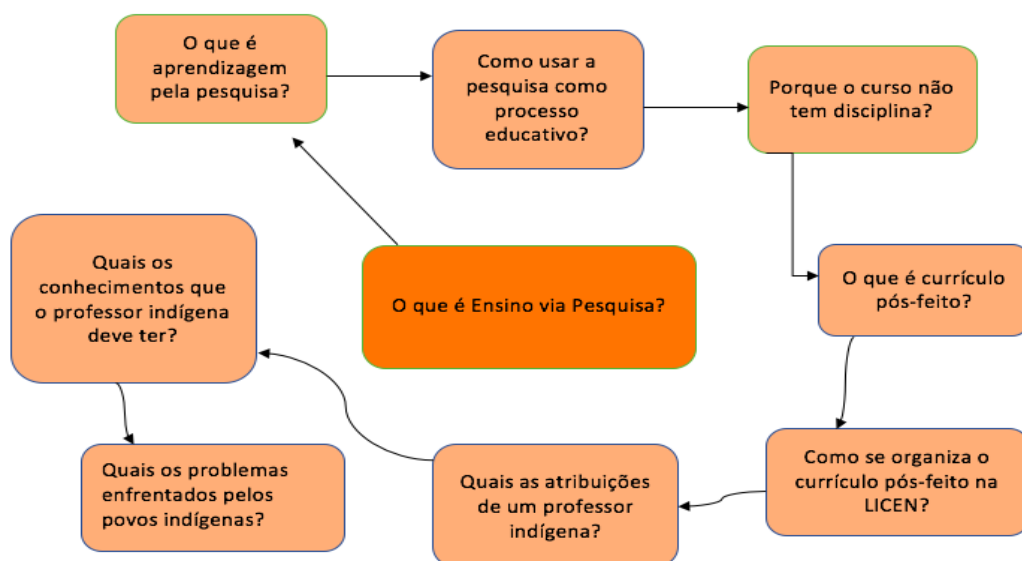 O que é
aprendizagem
pela pesquisa?
Como usar a
pesquisa como
processo
educativo?
Porque o curso não
tem disciplina?
Quais os
conhecimentos que
o professor indígena
deve ter?
O que é Ensino via Pesquisa?
O que é currículo
pós-feito?
Quais os problemas
enfrentados pelos
povos indígenas?
Quais as atribuições
de um professor
indígena?
Como se organiza o
currículo pós-feito na
LICEN?